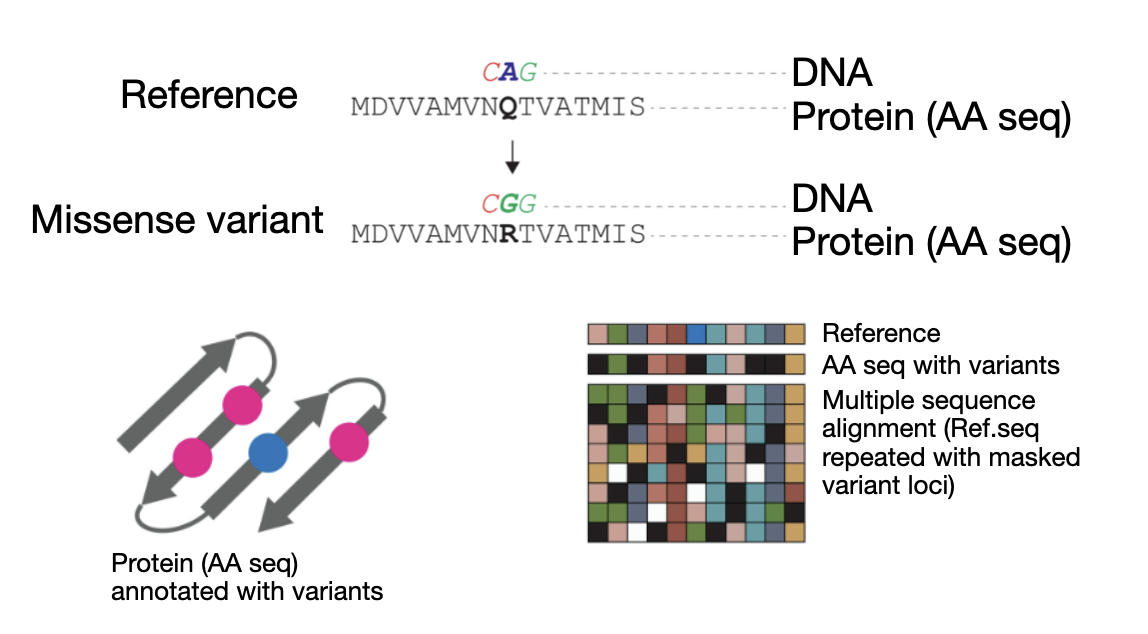 CAG DNA
Reference
MDVVAMVNQTVATMIS Protein (AA seq)
CGG DNA
Missense variant
MDVVAMVNRTVATMIS Protein (AA seq)
Reference
AA seq with variants
Multiple sequence
alignment (Ref.seq
repeated with masked
variant loci)
Protein (AA seq)
annotated with variants